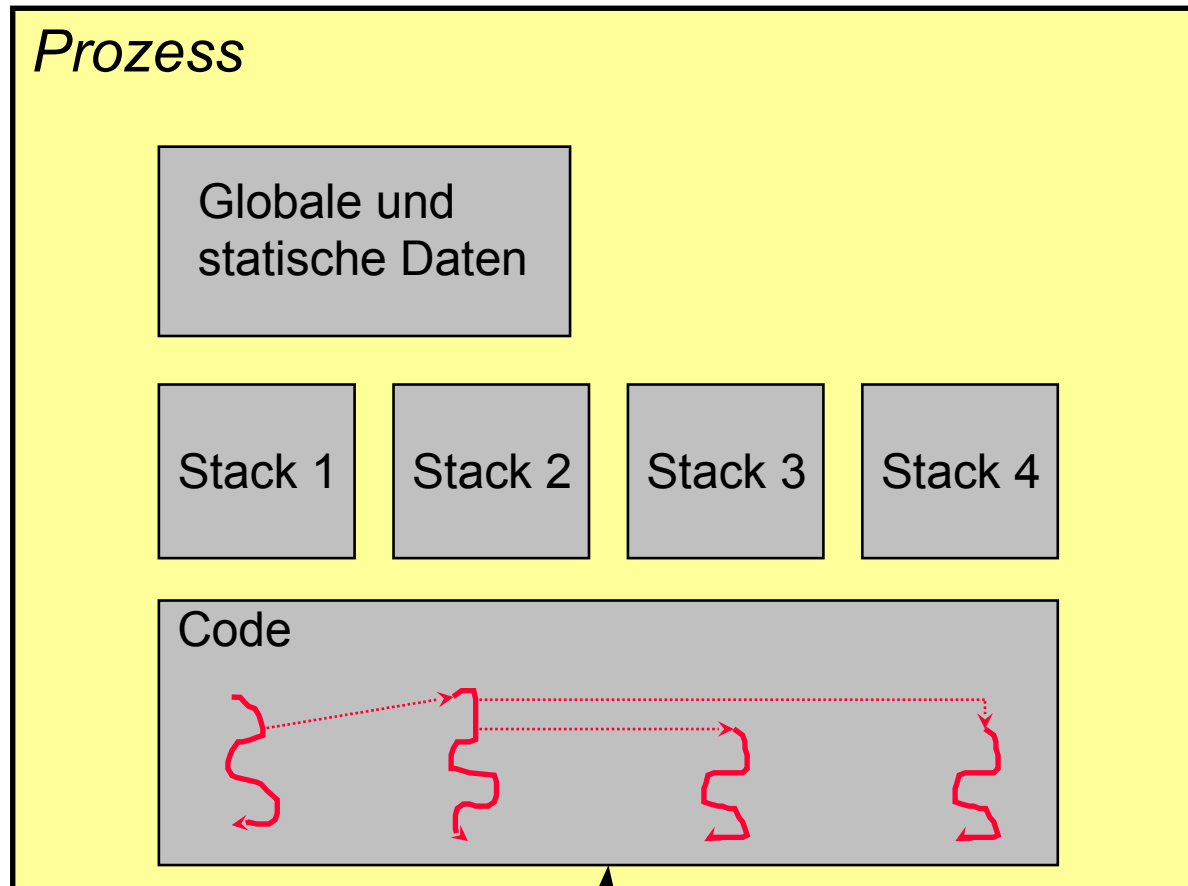 Prozess
Globale und
statische Daten
Stack 1
Stack 2
Stack 3
Stack 4
Code